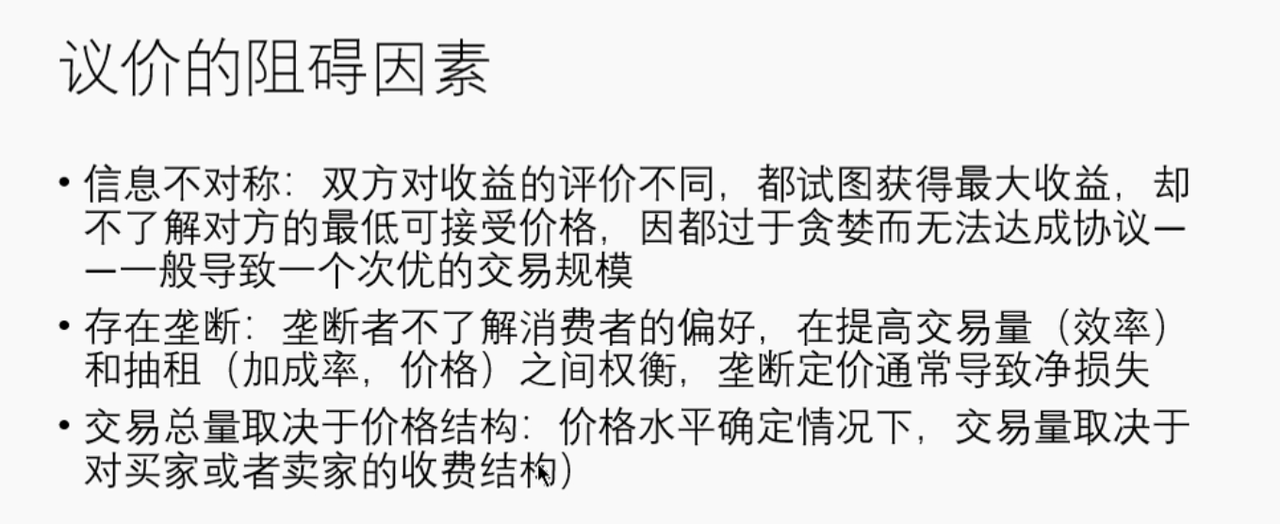 议价的阻碍因素
• 信息不对称：双方对收益的评价不同，都试图获得最大收益，却
不了解对方的最低可接受价格，因都过于贪婪而无法达成协议—
—一般导致一个次优的交易规模
• 存在垄断：垄断者不了解消费者的偏好，在提高交易量（效率）
和抽租（加成率，价格）之间权衡，垄断定价通常导致净损失
• 交易总量取决于价格结构：价格水平确定情况下，交易量取决于
对买家或者卖家的收费结构）